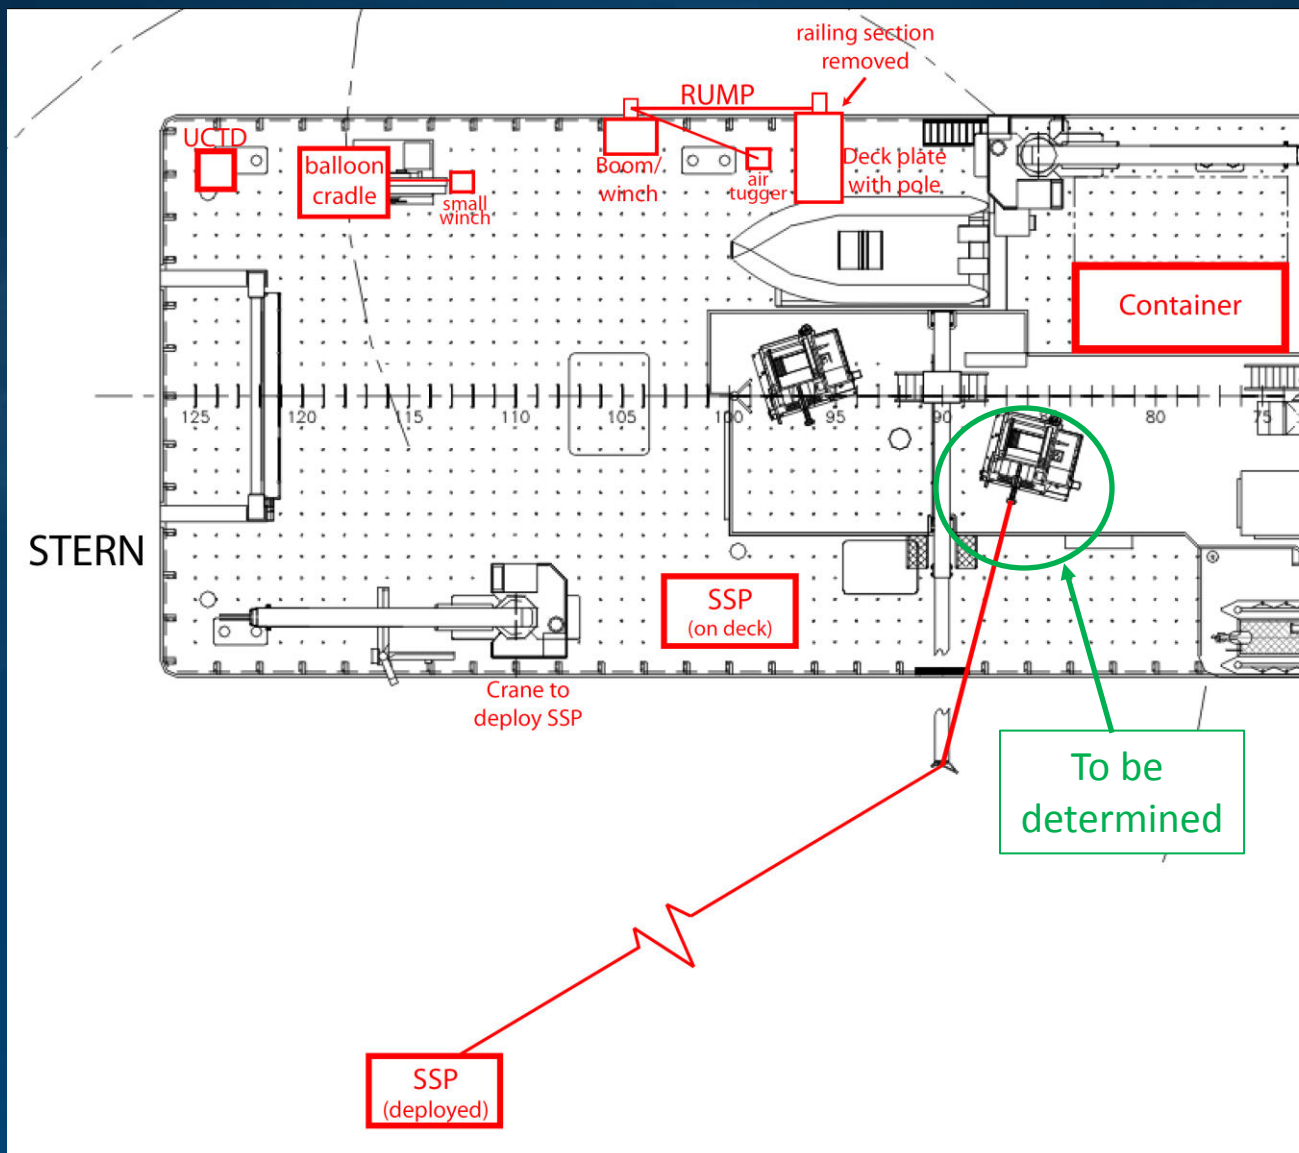 railing section
removed
RUMP
UCTD
balloon
cradle
small
winch
Boom/
winch
air
tugger
Deck plate
with pole
Container
125
120
115
110
105
100
95
90
80
75
STERN
SSP
(on deck)
Crane to
deploy SSP
To be
determined
SSP
(deployed)